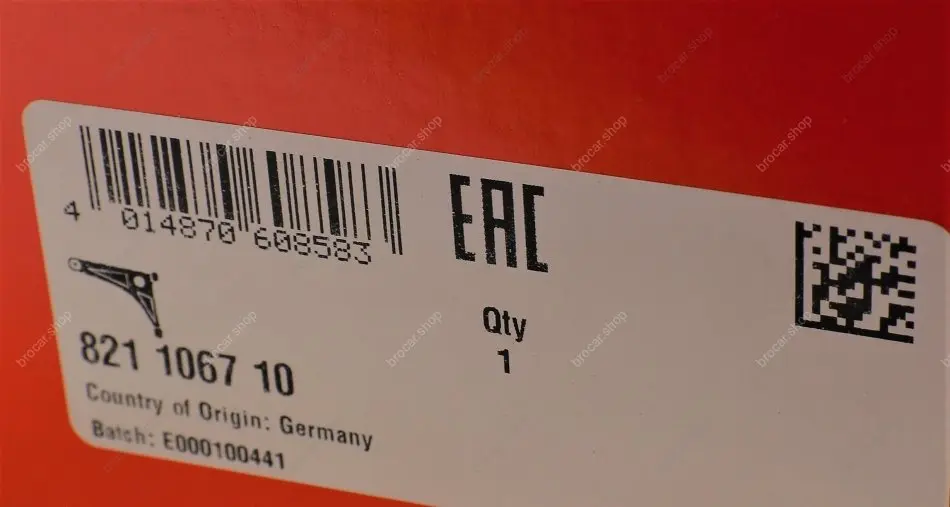 4 014870 608583
EAC
Qty
1
821 1067 10
Country of Origin: Germany
Batch: E000100441
brocar.shop